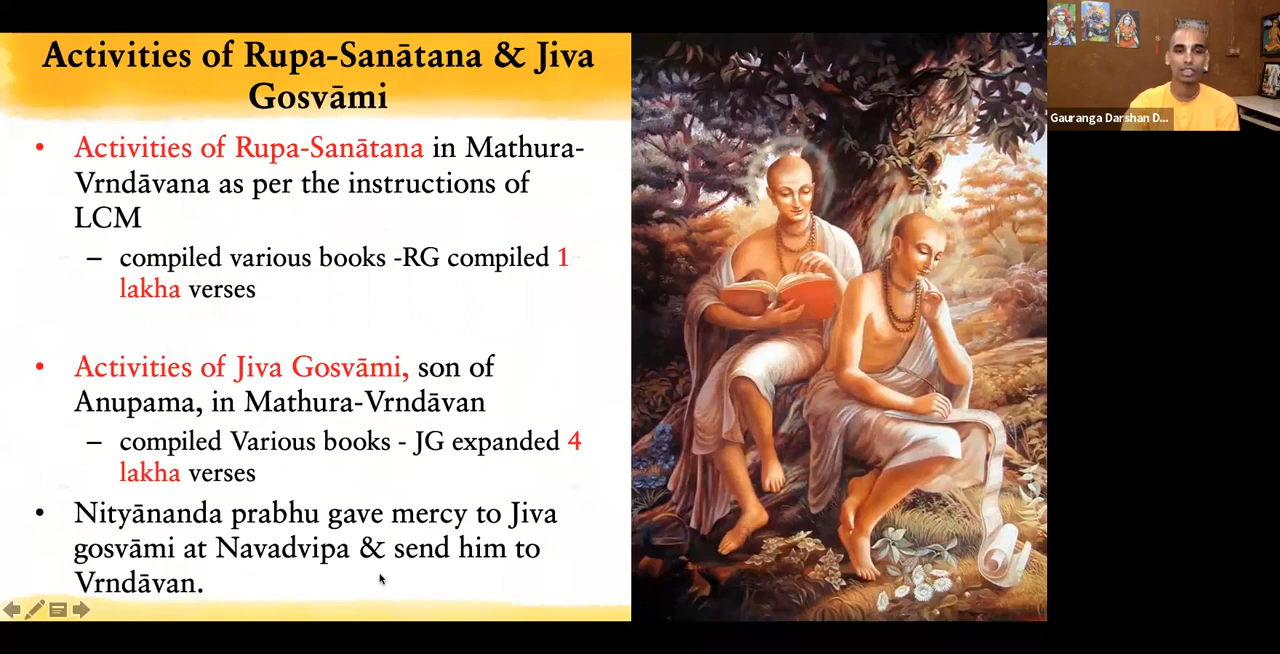 Activities of Rupa-Sanātana & Jiva
Gosvāmi
• Activities of Rupa-Sanātana in Mathura-
Vrndāvana as per the instructions of
LCM
– compiled various books -RG compiled 1
lakha verses
• Activities of Jiva Gosvāmi, son of
Anupama, in Mathura-Vrndāvan
– compiled Various books - JG expanded 4
lakha verses
• Nityānanda prabhu gave mercy to Jiva
gosvāmi at Navadvipa & send him to
Vrndāvan.
Gauranga Darshan D...